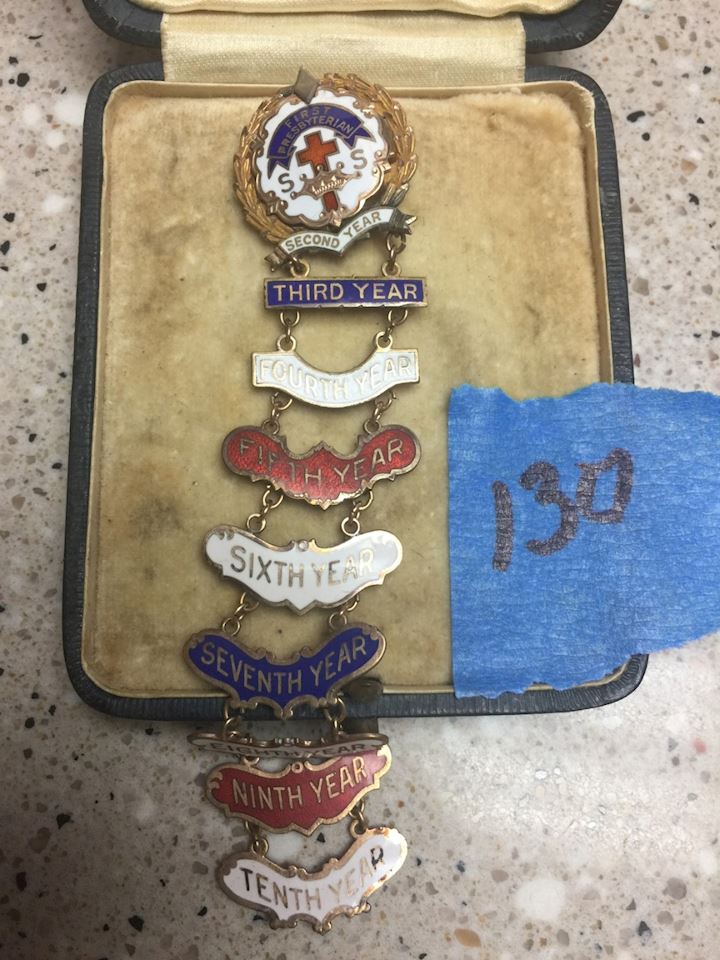 FIRST
PRESBYTERIAN
S S
SECOND YEAR
THIRD YEAR
FOURTH YEAR
FIFTH YEAR
SIXTH YEAR
SEVENTH YEAR
EIGHTH YEAR
NINTH YEAR
TENTH YEAR
130